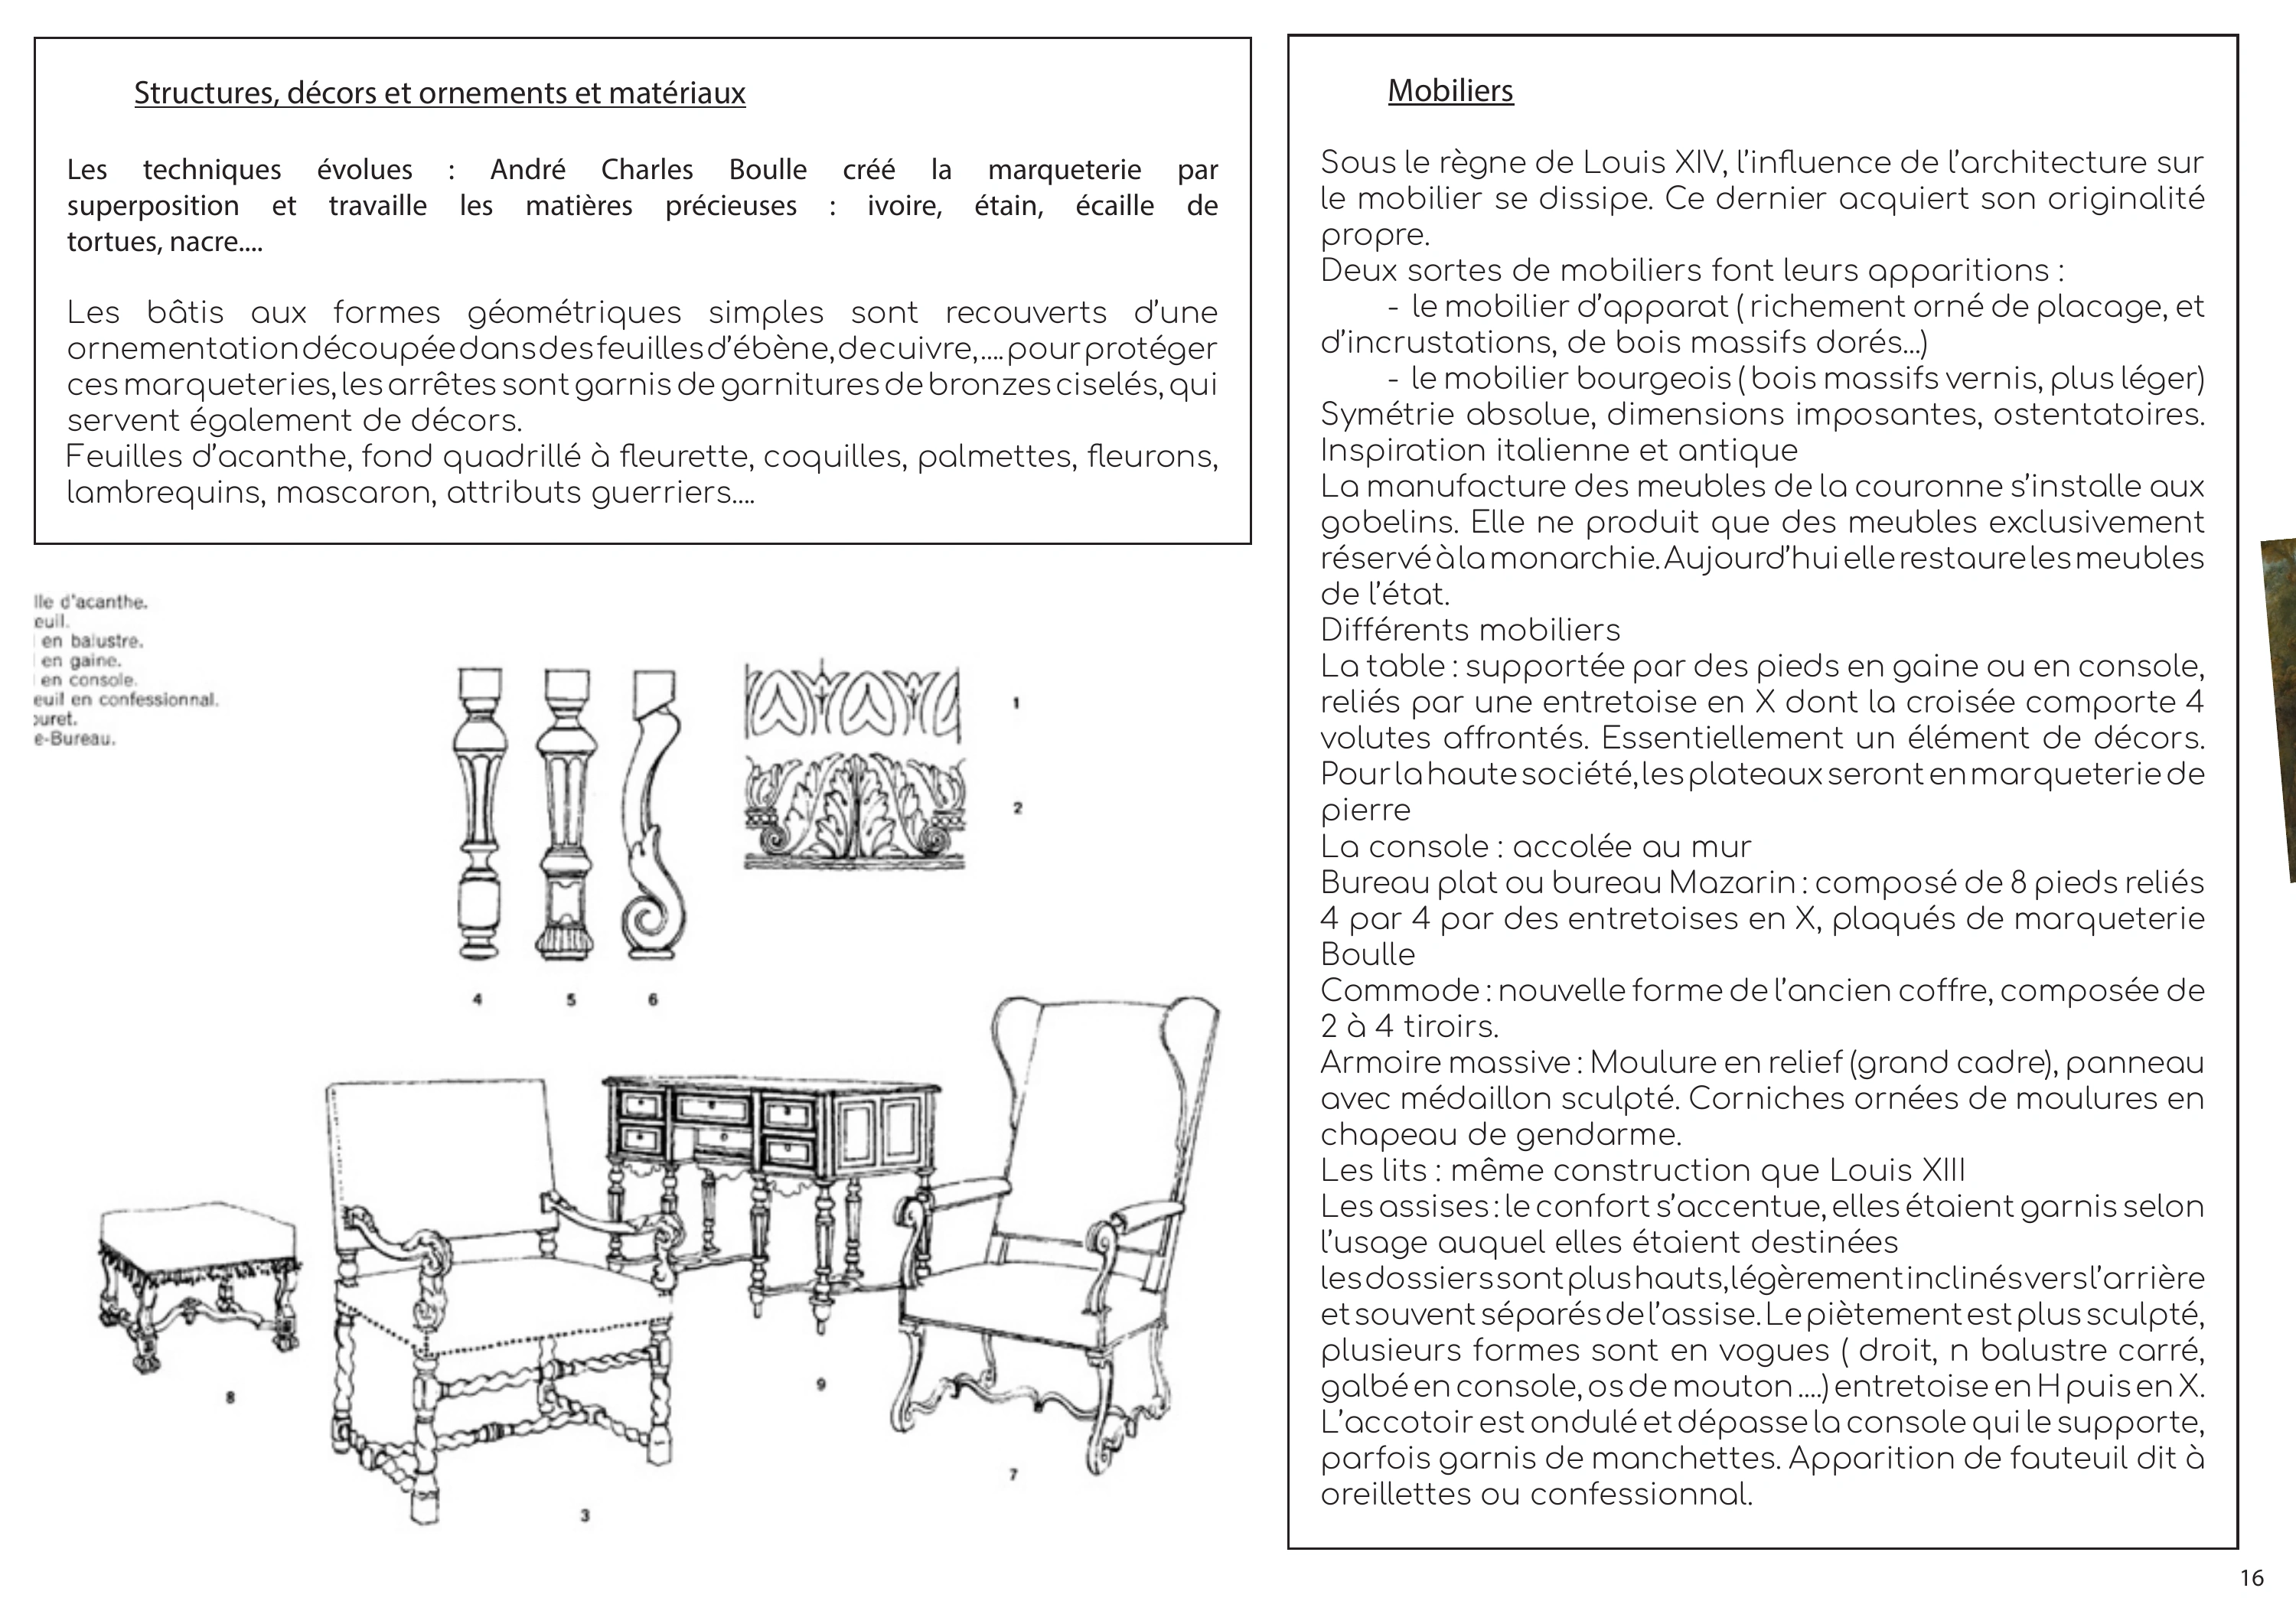 Structures, décors et ornements et matériaux
Les techniques évolues : André Charles Boulle créé la marqueterie par
superposition et travaille les matières précieuses : ivoire, étain, écaille de
tortues, nacre....
Les bâtis aux formes géométriques simples sont recouverts d'une
ornementation découpée dans des feuilles d'ébène, de cuivre, .... pour protéger
ces marqueteries, les arrêtes sont garnis de garnitures de bronzes ciselés, qui
servent également de décors.
Feuilles d'acanthe, fond quadrillé à fleurette, coquilles, palmettes, fleurons,
lambrequins, mascaron, attributs guerriers....
lle d'acanthe.
euil.
en balustre.
en gaine.
en console.
euil en confessionnal.
ouret.
e-Bureau.
1
2
4 5 6
8
9
7
3
Mobiliers
Sous le règne de Louis XIV, l'influence de l'architecture sur
le mobilier se dissipe. Ce dernier acquiert son originalité
propre.
Deux sortes de mobiliers font leurs apparitions :
- le mobilier d'apparat ( richement orné de placage, et
d'incrustations, de bois massifs dorés...)
- le mobilier bourgeois ( bois massifs vernis, plus léger)
Symétrie absolue, dimensions imposantes, ostentatoires.
Inspiration italienne et antique
La manufacture des meubles de la couronne s'installe aux
gobelins. Elle ne produit que des meubles exclusivement
réservé à la monarchie. Aujourd'hui elle restaure les meubles
de l'état.
Différents mobiliers
La table : supportée par des pieds en gaine ou en console,
reliés par une entretoise en X dont la croisée comporte 4
volutes affrontés. Essentiellement un élément de décors.
Pour la haute société, les plateaux seront en marqueterie de
pierre
La console : accolée au mur
Bureau plat ou bureau Mazarin : composé de 8 pieds reliés
4 par 4 par des entretoises en X, plaqués de marqueterie
Boulle
Commode : nouvelle forme de l'ancien coffre, composée de
2 à 4 tiroirs.
Armoire massive : Moulure en relief (grand cadre), panneau
avec médaillon sculpté. Corniches ornées de moulures en
chapeau de gendarme.
Les lits : même construction que Louis XIII
Les assises : le confort s'accentue, elles étaient garnis selon
l'usage auquel elles étaient destinées
les dossiers sont plus hauts, légèrement inclinés vers l'arrière
et souvent séparés de l'assise. Le piètement est plus sculpté,
plusieurs formes sont en vogues ( droit, n balustre carré,
galbé en console, os de mouton ....) entretoise en H puis en X.
L'accotoir est ondulé et dépasse la console qui le supporte,
parfois garnis de manchettes. Apparition de fauteuil dit à
oreillettes ou confessionnal.
16